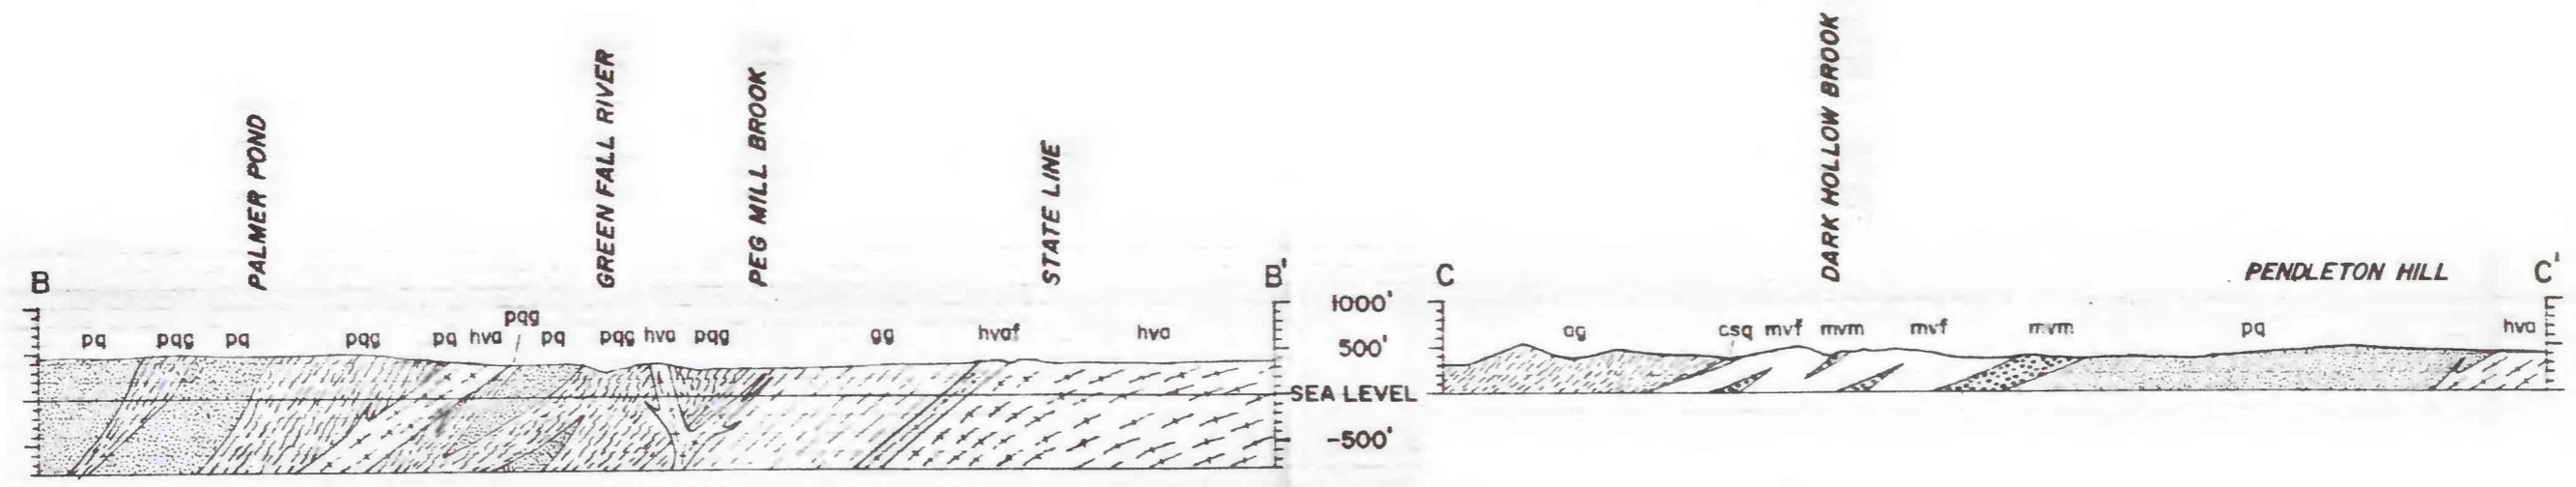 PALMER POND
GREEN FALL RIVER
PEG MILL BROOK
STATE LINE
DARK HOLLOW BROOK
PENDLETON HILL
B
B'
C
C'
1000'
500'
SEA LEVEL
-500'
pq pqg pq pqg pq hva pqg pq pqg hva pqg gg hvaf hva
ag csq mvf mvm mvf mvm pq hva